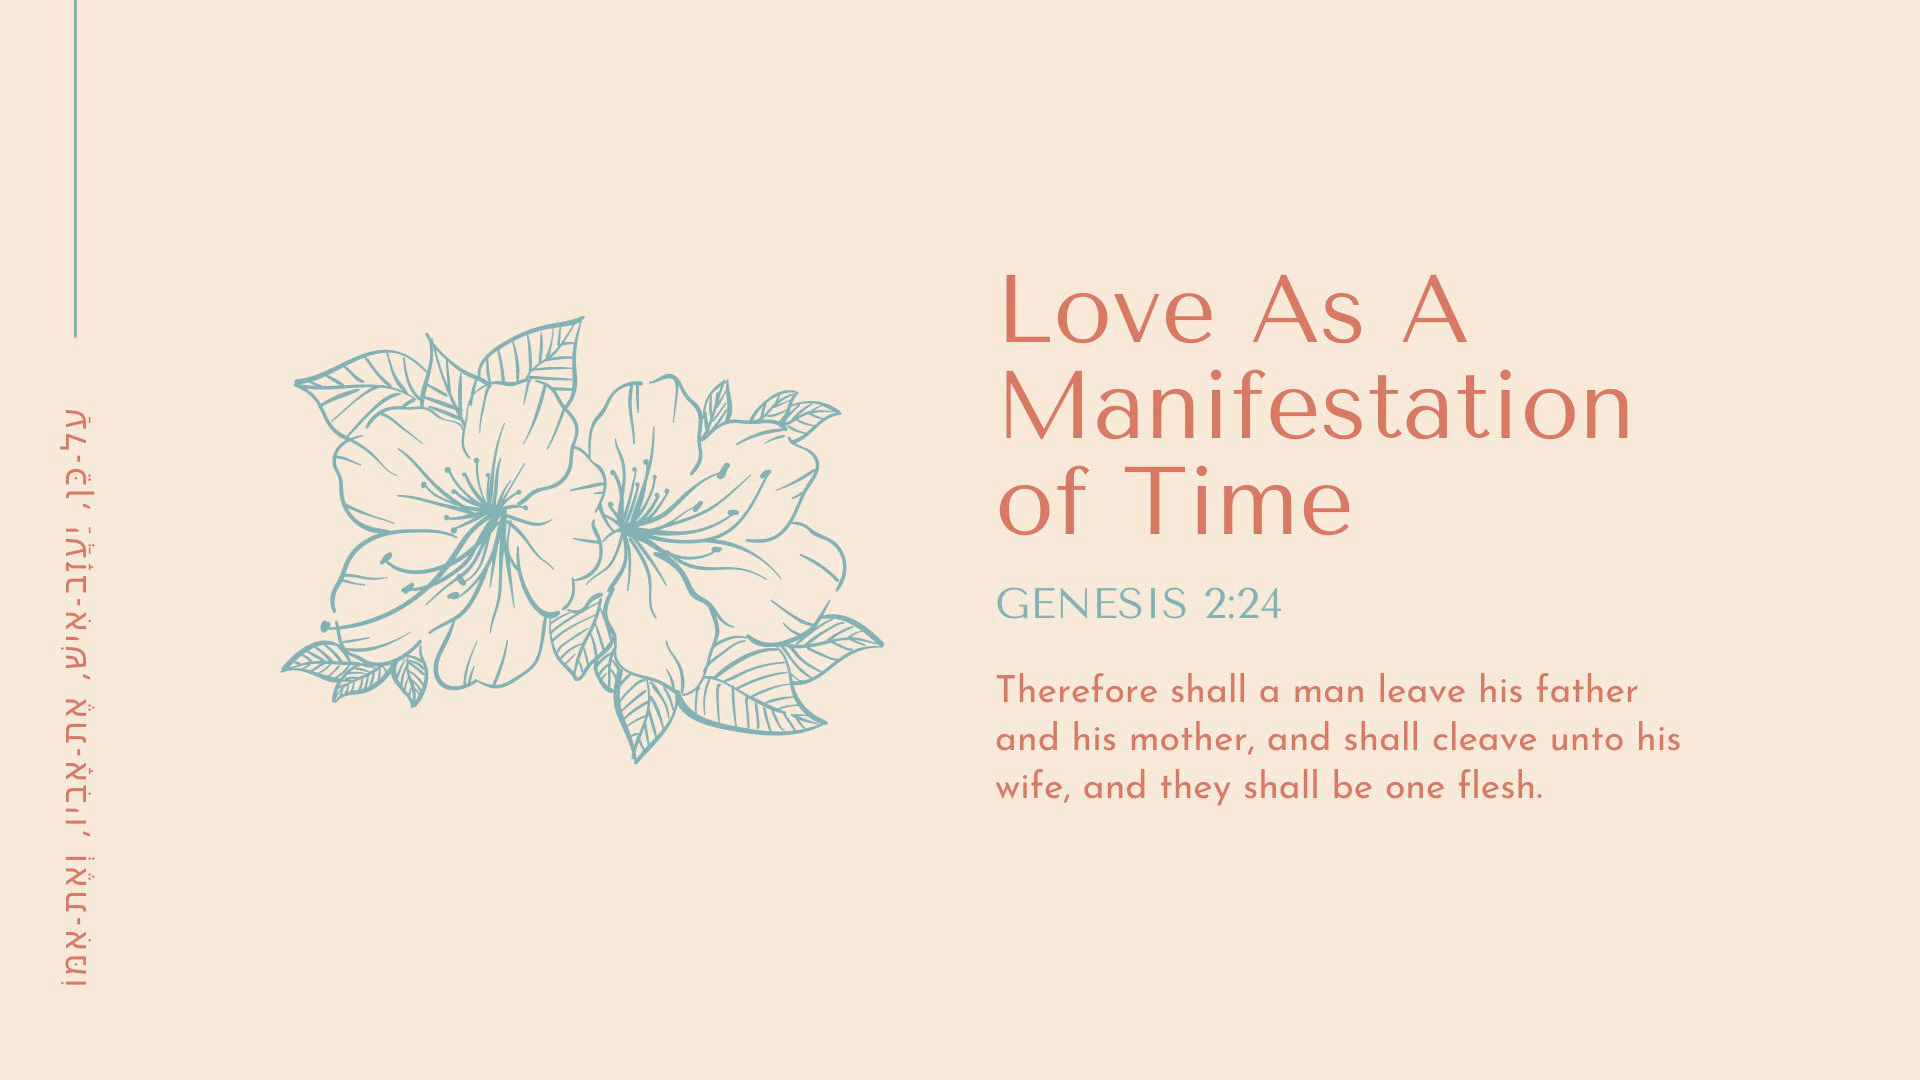 עַל-כֵּן, יַעֲזָב-אִישׁ, אֶת-אָבִיו, וְאֶת-אִמּוֹ
Love As A
Manifestation
of Time
GENESIS 2:24
Therefore shall a man leave his father
and his mother, and shall cleave unto his
wife, and they shall be one flesh.